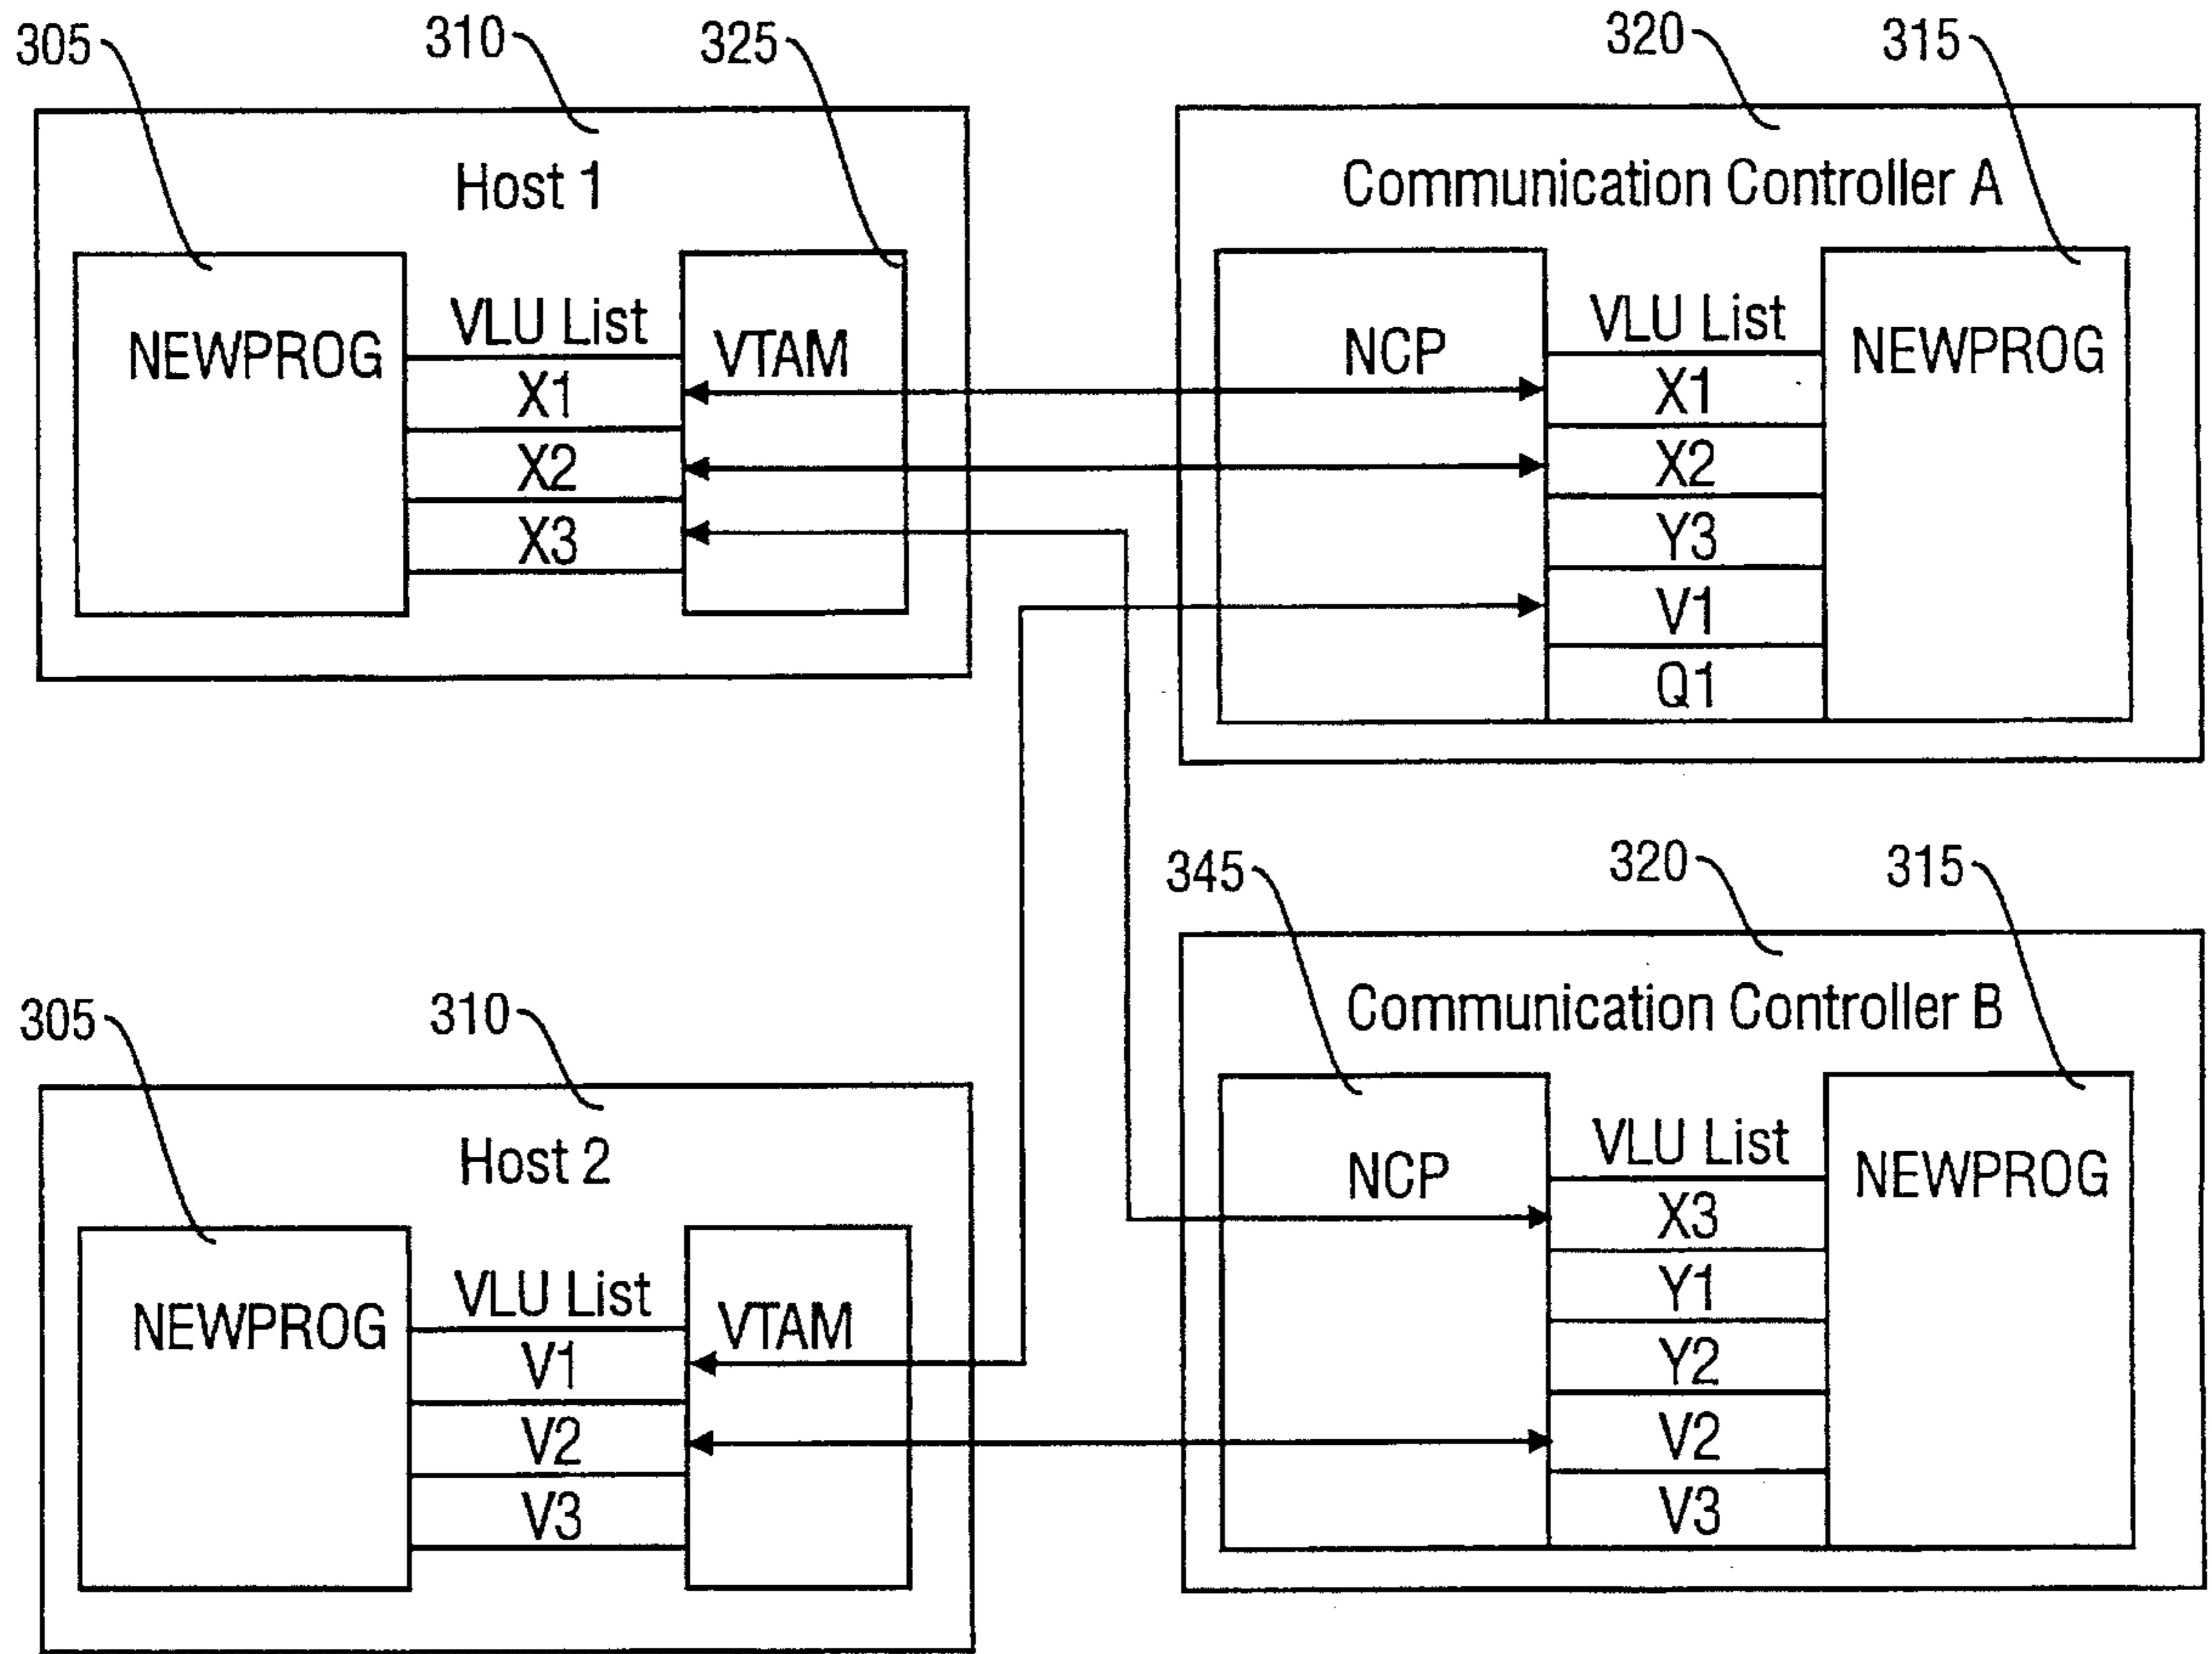 305
310
325
Host 1
NEWPROG
VLU List
X1
X2
X3
VTAM
320
315
Communication Controller A
NCP
VLU List
X1
X2
Y3
V1
Q1
NEWPROG
305
310
Host 2
NEWPROG
VLU List
V1
V2
V3
VTAM
345
320
315
Communication Controller B
NCP
VLU List
X3
Y1
Y2
V2
V3
NEWPROG